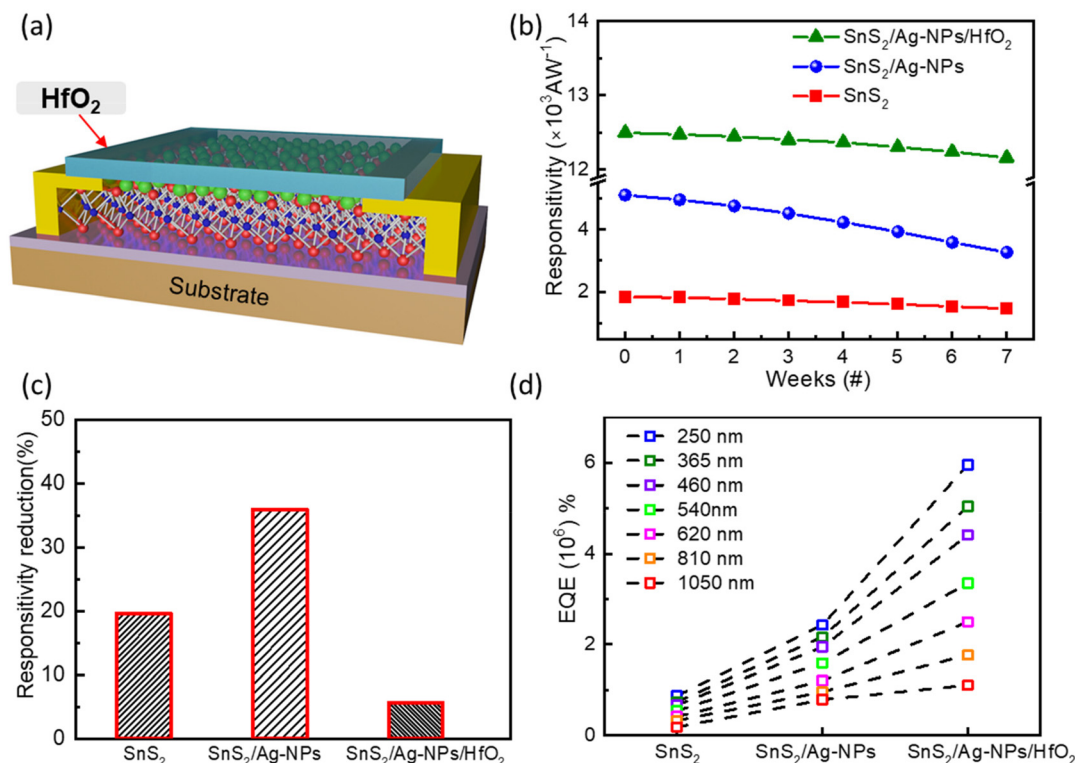 (a)
HfO₂
Substrate
(b)
14
13
12
4
2
Responsivity (×10³AW⁻¹)
SnS₂/Ag-NPs/HfO₂
SnS₂/Ag-NPs
SnS₂
0 1 2 3 4 5 6 7
Weeks (#)
(c)
50
40
30
20
10
0
Responsivity reduction(%)
SnS₂ SnS₂/Ag-NPs SnS₂/Ag-NPs/HfO₂
(d)
6
4
2
0
EQE (10⁶) %
250 nm
365 nm
460 nm
540nm
620 nm
810 nm
1050 nm
SnS₂ SnS₂/Ag-NPs SnS₂/Ag-NPs/HfO₂